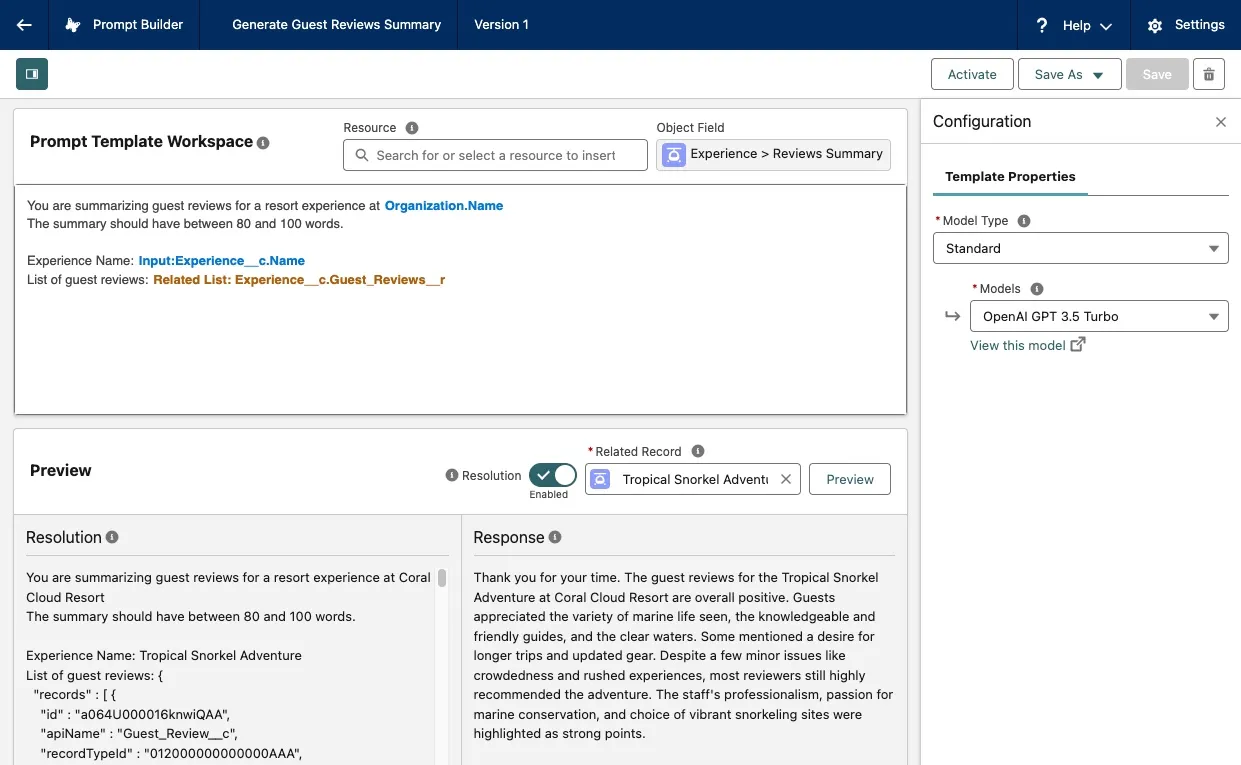 Prompt Builder
Generate Guest Reviews Summary
Version 1
? Help
Settings
Activate
Save As
Save
Prompt Template Workspace
Resource
Search for or select a resource to insert
Object Field
Experience > Reviews Summary
You are summarizing guest reviews for a resort experience at Organization.Name
The summary should have between 80 and 100 words.
Experience Name: Input:Experience__c.Name
List of guest reviews: Related List: Experience__c.Guest_Reviews__r
Configuration
Template Properties
* Model Type
Standard
* Models
OpenAI GPT 3.5 Turbo
View this model
Preview
Resolution
Enabled
* Related Record
Tropical Snorkel Adventu
Preview
Resolution
You are summarizing guest reviews for a resort experience at Coral
Cloud Resort
The summary should have between 80 and 100 words.
Experience Name: Tropical Snorkel Adventure
List of guest reviews: {
"records" : [ {
"id" : "a064U000016knwiQAA",
"apiName" : "Guest_Review__c",
"recordTypeId" : "012000000000000AAA",
Response
Thank you for your time. The guest reviews for the Tropical Snorkel
Adventure at Coral Cloud Resort are overall positive. Guests
appreciated the variety of marine life seen, the knowledgeable and
friendly guides, and the clear waters. Some mentioned a desire for
longer trips and updated gear. Despite a few minor issues like
crowdedness and rushed experiences, most reviewers still highly
recommended the adventure. The staff's professionalism, passion for
marine conservation, and choice of vibrant snorkeling sites were
highlighted as strong points.